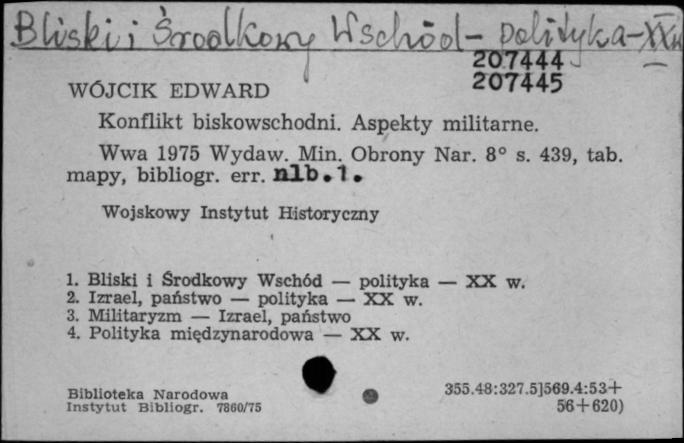 Bliski i Środkowy Wschód - polityka - XX w
207444
207445
WÓJCIK EDWARD
Konflikt biskowschodni. Aspekty militarne.
Wwa 1975 Wydaw. Min. Obrony Nar. 8° s. 439, tab.
mapy, bibliogr. err. nlb. 1.
Wojskowy Instytut Historyczny
1. Bliski i Środkowy Wschód — polityka — XX w.
2. Izrael, państwo — polityka — XX w.
3. Militaryzm — Izrael, państwo
4. Polityka międzynarodowa — XX w.
Biblioteka Narodowa
Instytut Bibliogr. 7860/75
355.48:327.5]569.4:53+
56+620)